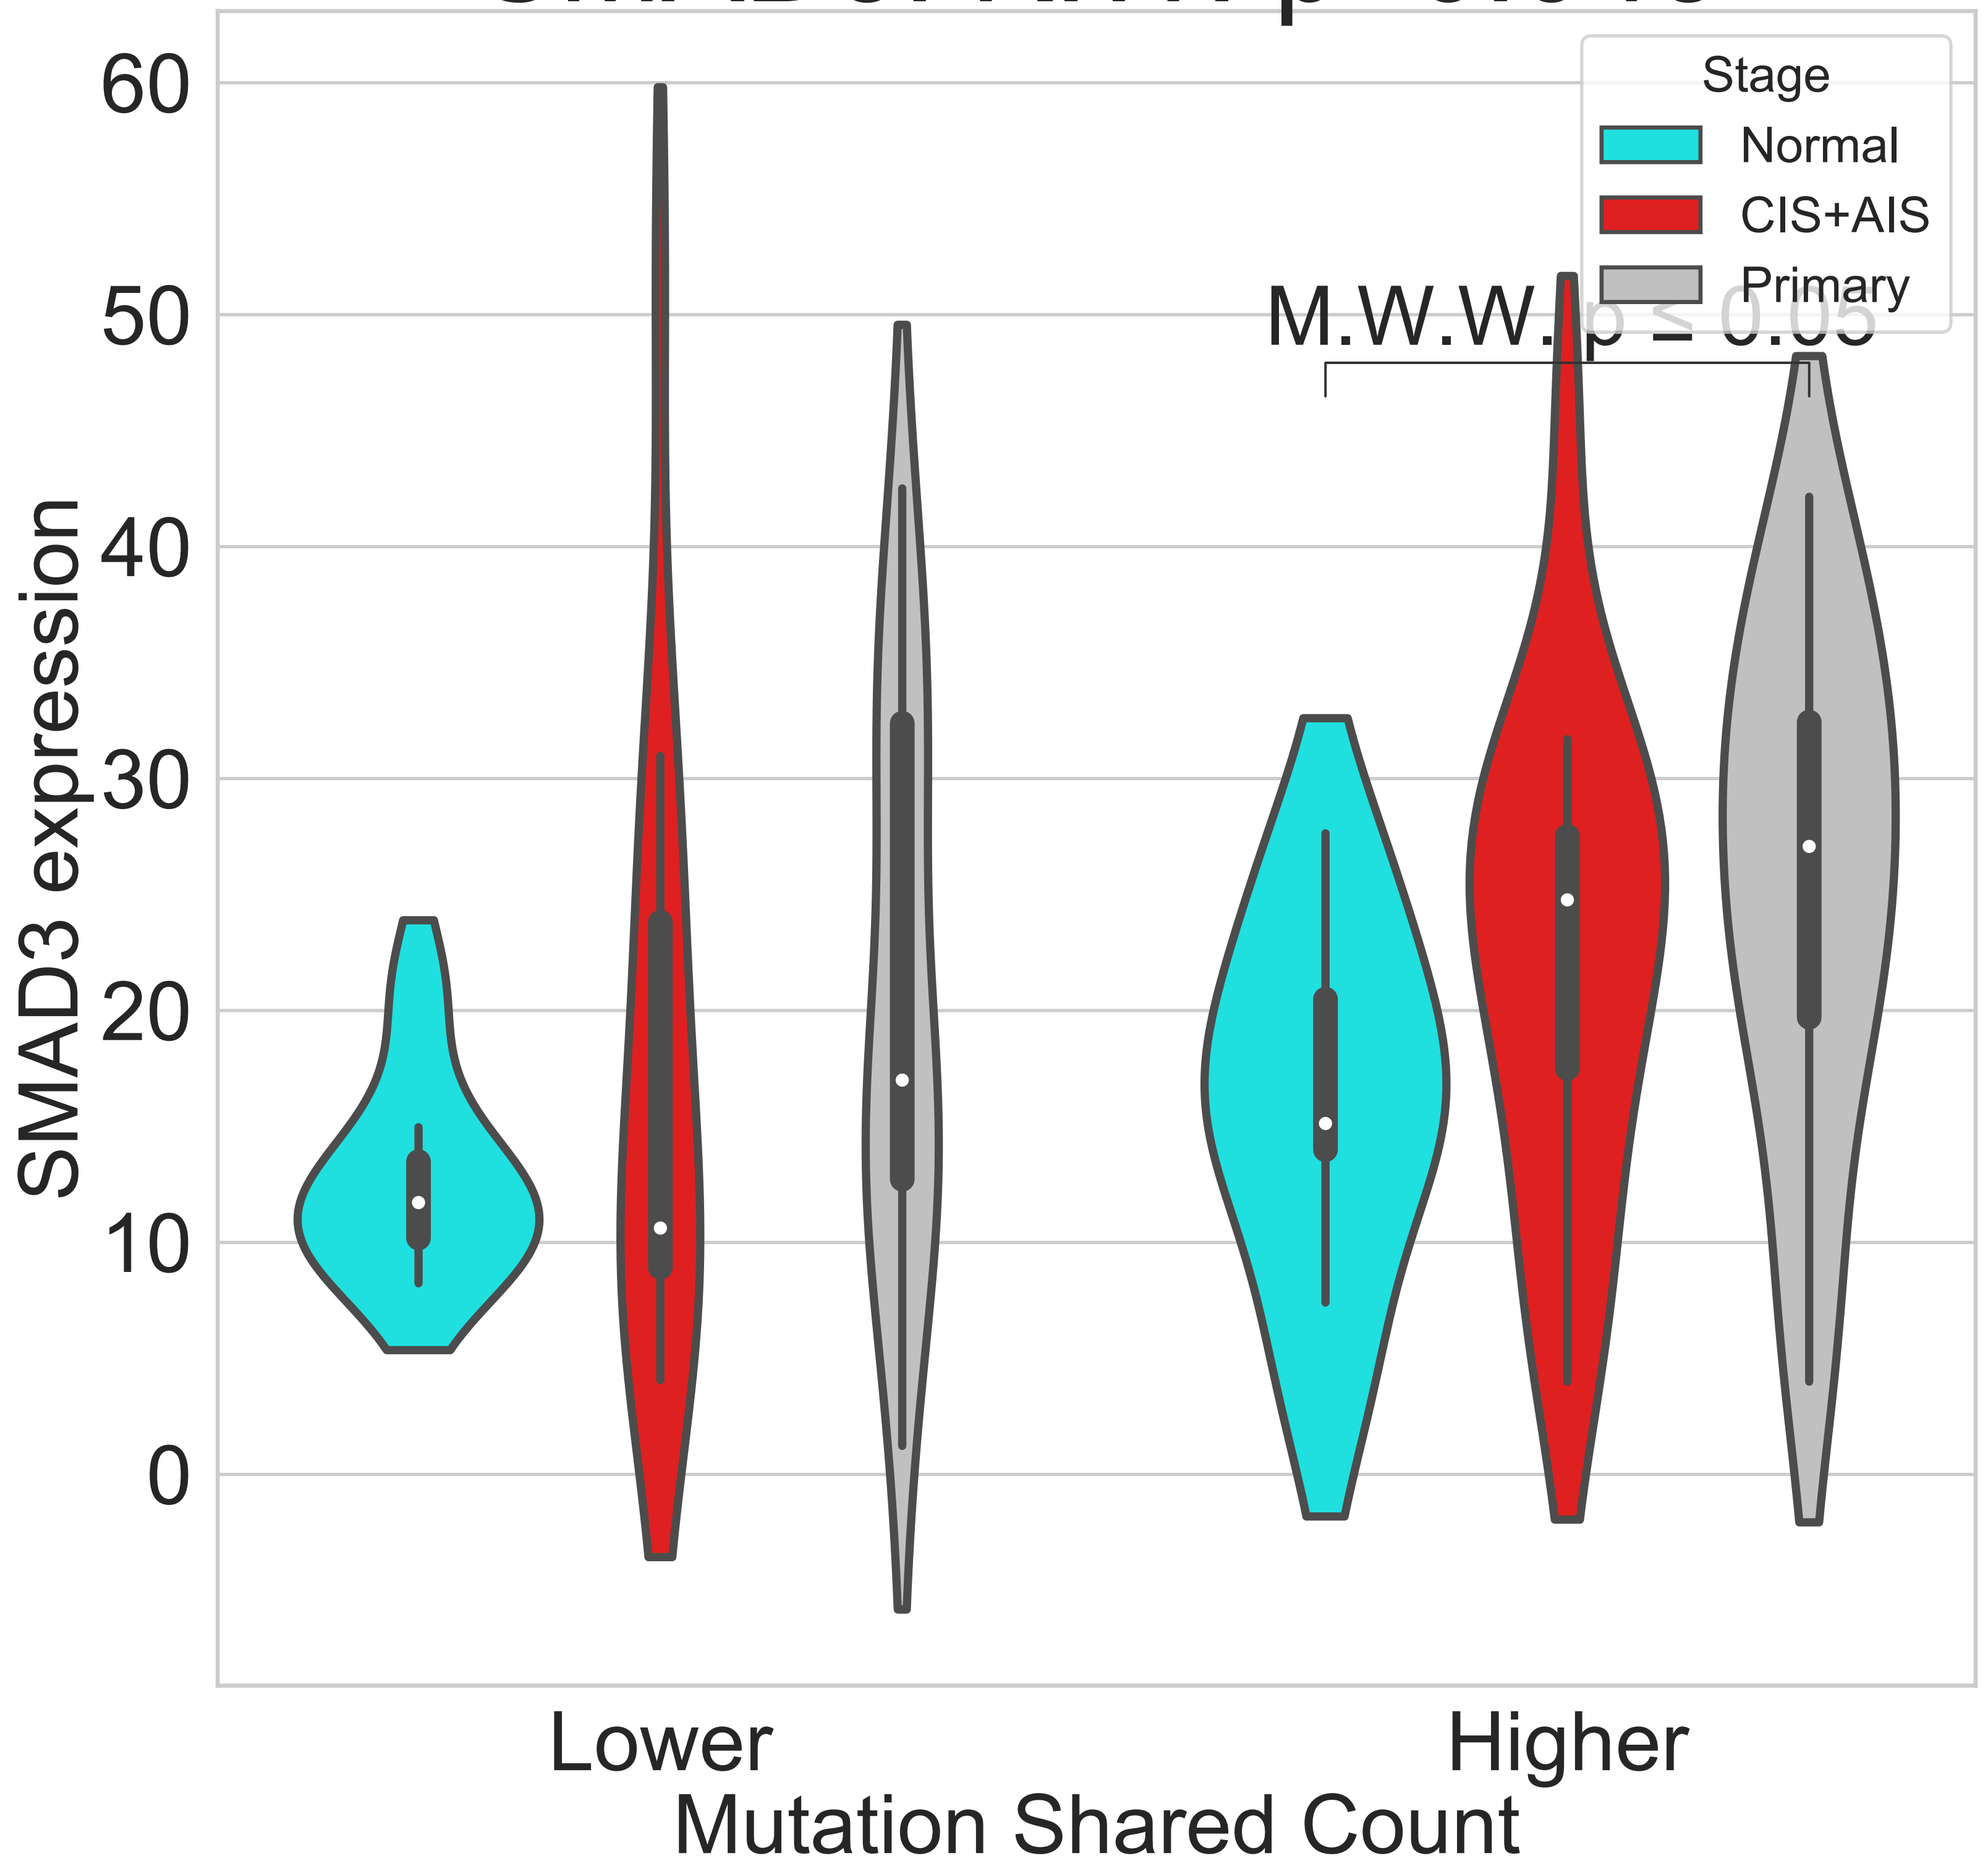 60
50
40
30
20
10
0
SMAD3 expression
Stage
Normal
CIS+AIS
Primary
M.W.W. p ≤ 0.05
Lower
Higher
Mutation Shared Count